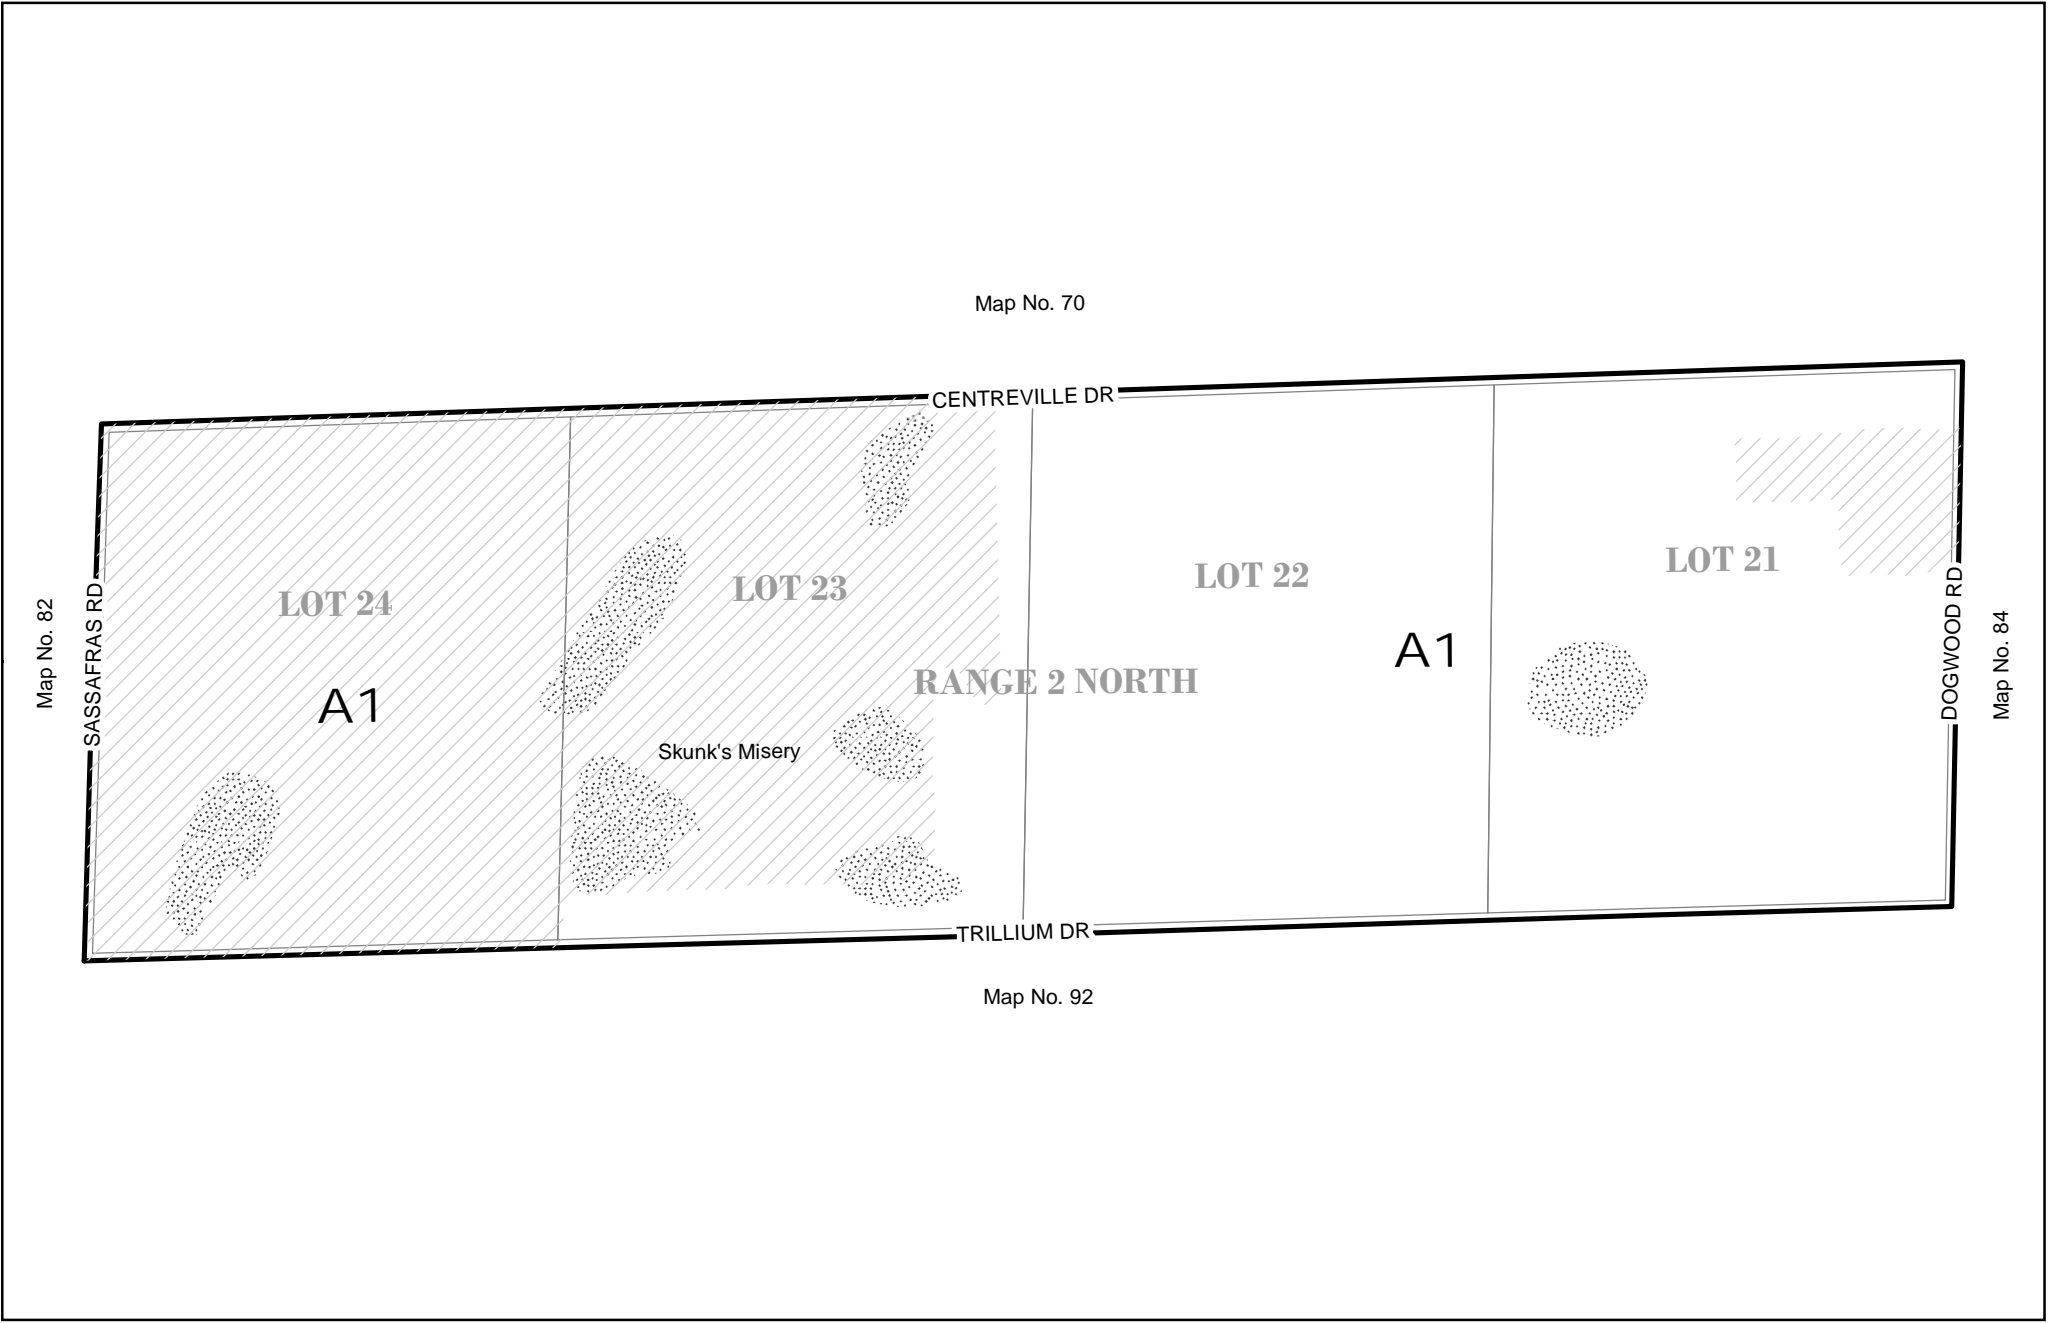 Map No. 70
CENTREVILLE DR
LOT 24
LOT 23
LOT 22
LOT 21
Map No. 82
SASSAFRAS RD
A1
A1
RANGE 2 NORTH
DOGWOOD RD
Map No. 84
Skunk's Misery
TRILLIUM DR
Map No. 92